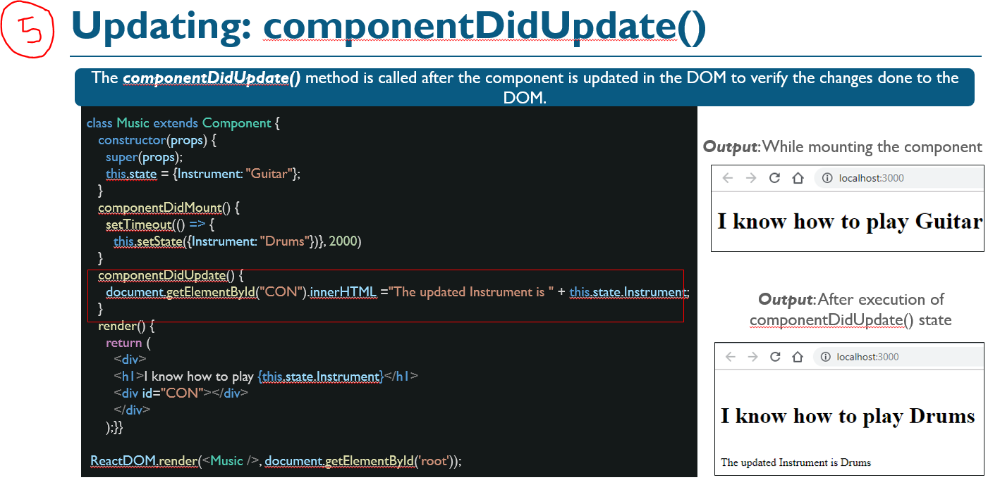 5
Updating: componentDidUpdate()
The componentDidUpdate() method is called after the component is updated in the DOM to verify the changes done to the
DOM.
class Music extends Component {
constructor(props) {
super(props);
this.state = {Instrument: "Guitar"};
}
componentDidMount() {
setTimeout(() => {
this.setState({Instrument: "Drums"})}, 2000)
}
componentDidUpdate() {
document.getElementById("CON").innerHTML ="The updated Instrument is " + this.state.Instrument;
}
render() {
return (
<div>
<h1>I know how to play {this.state.Instrument}</h1>
<div id="CON"></div>
</div>
);}}
ReactDOM.render(<Music />, document.getElementById('root'));
Output: While mounting the component
localhost:3000
I know how to play Guitar
Output: After execution of
componentDidUpdate() state
localhost:3000
I know how to play Drums
The updated Instrument is Drums